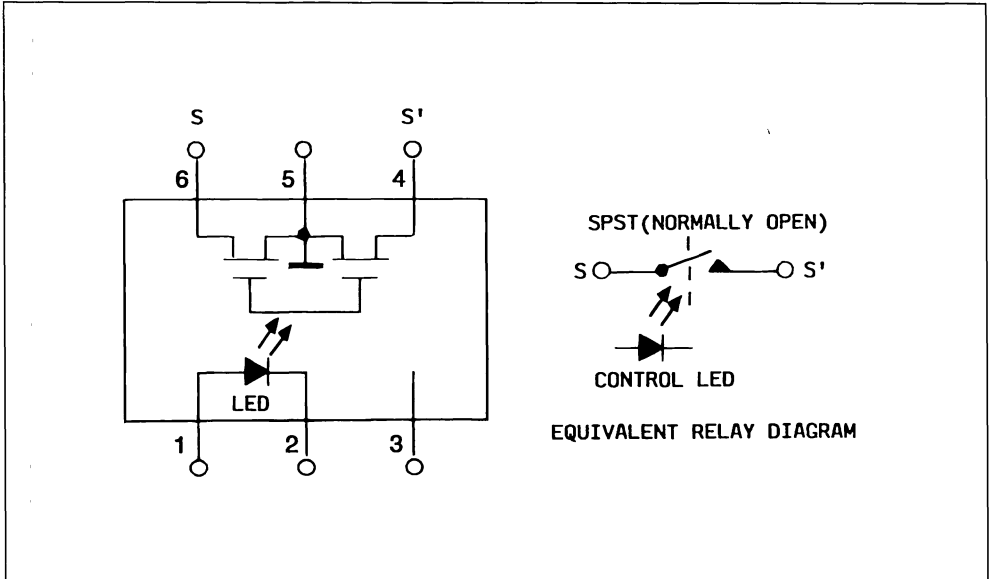 S S'
6 5 4
LED
1 2 3
SPST(NORMALLY OPEN)
S S'
CONTROL LED
EQUIVALENT RELAY DIAGRAM